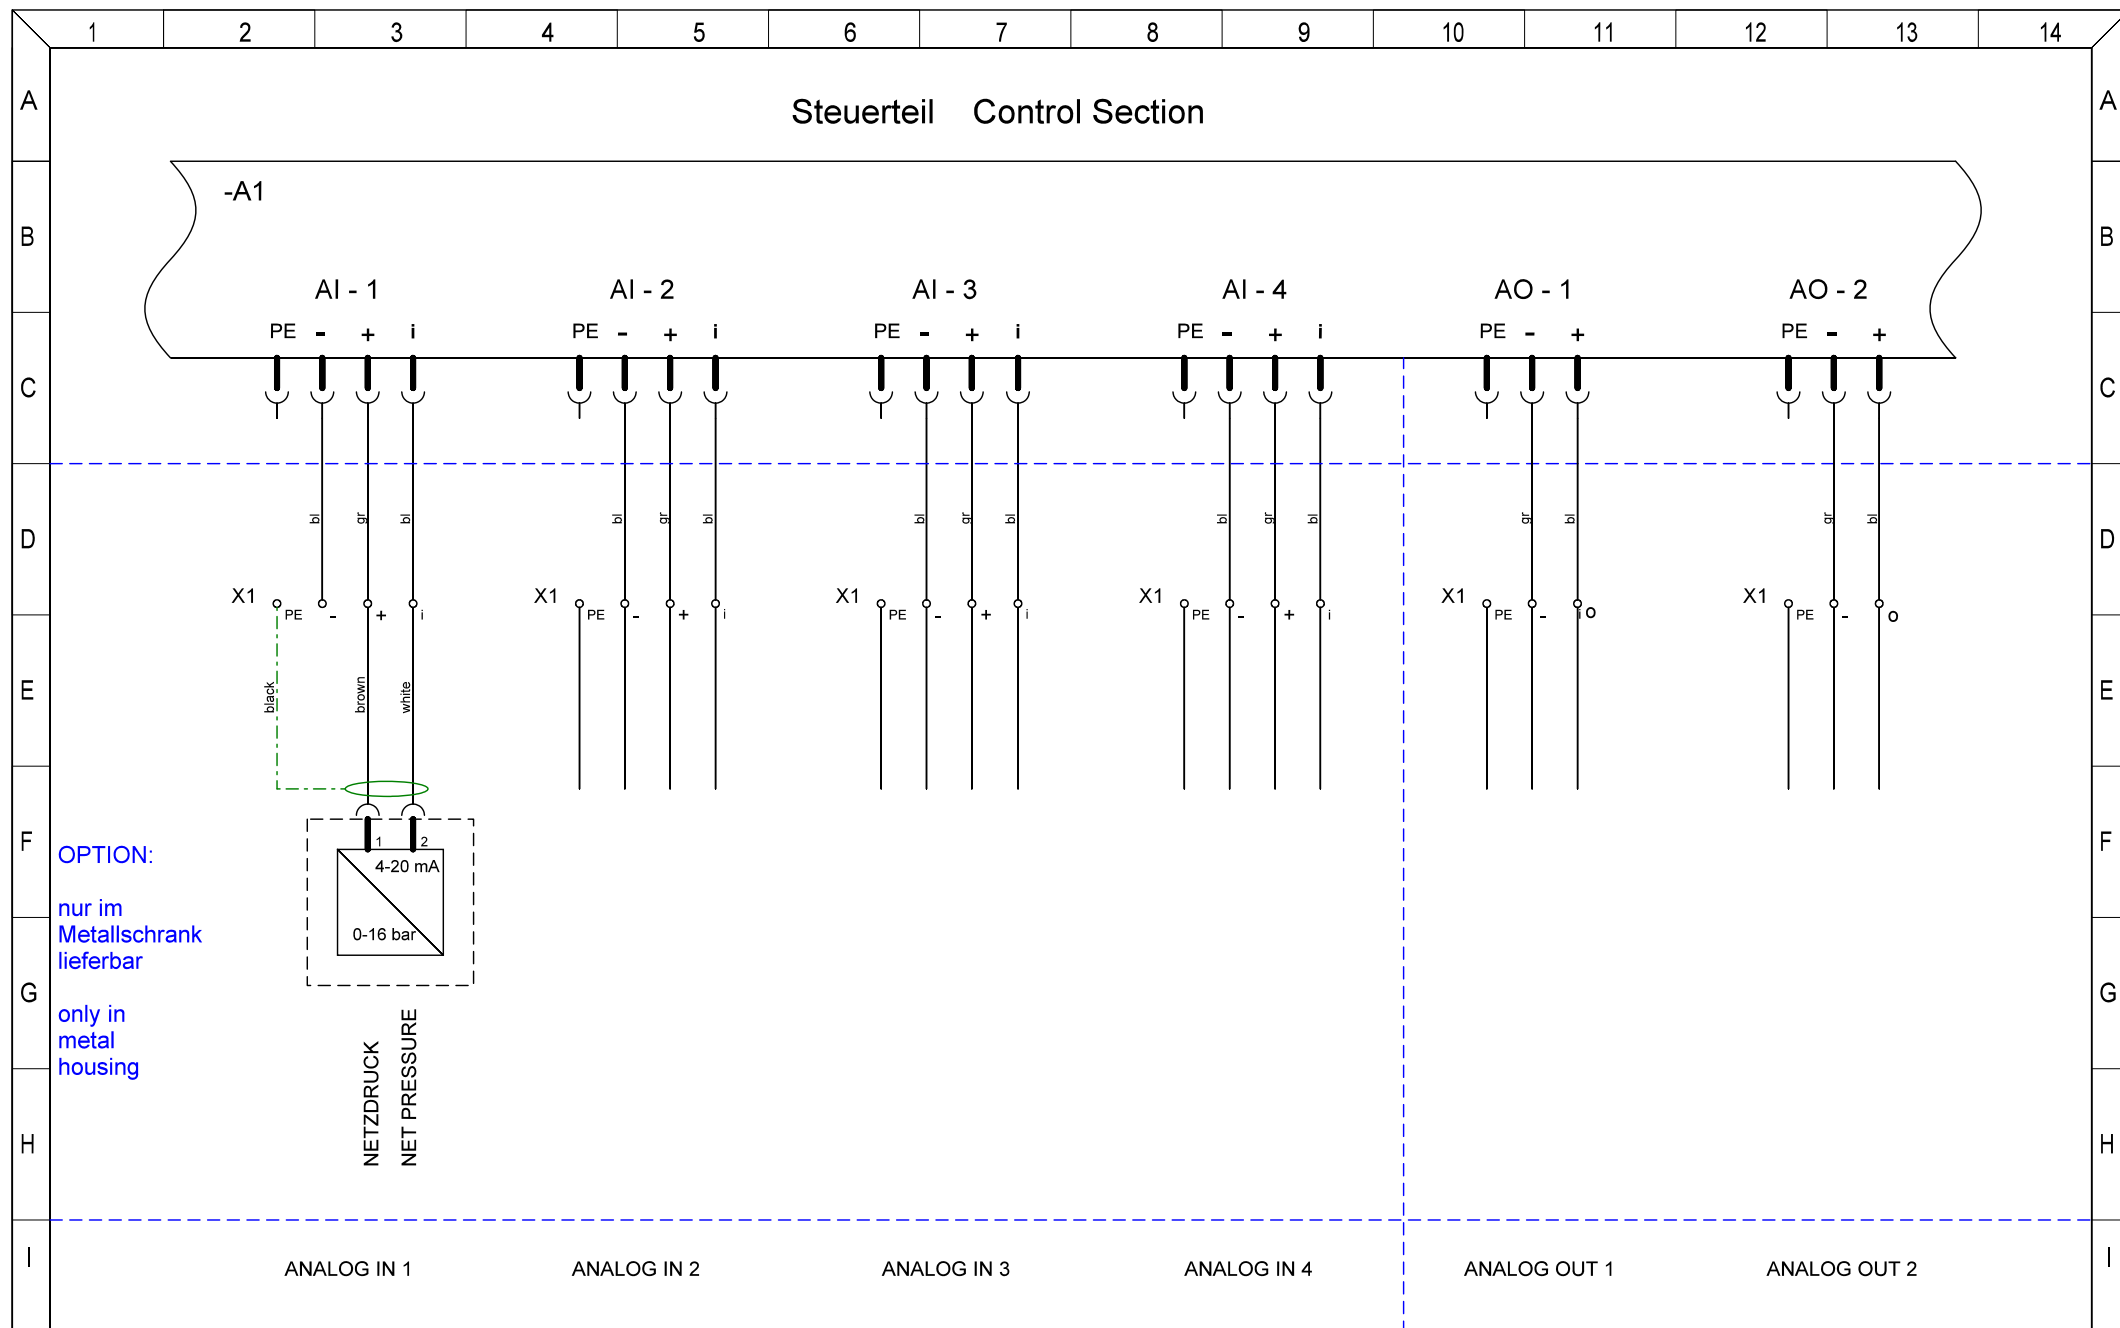 1 2 3 4 5 6 7 8 9 10 11 12 13 14
A A
Steuerteil Control Section
-A1
B B
AI - 1 AI - 2 AI - 3 AI - 4 AO - 1 AO - 2
PE - + i PE - + i PE - + i PE - + i PE - + PE - +
C C
bl gr bl bl gr bl bl gr bl bl gr bl gr bl gr bl
D D
X1 X1 X1 X1 X1 X1
PE - + i PE - + i PE - + i PE - + i PE - i o PE - o
E E
black brown white
F F
1 2
OPTION:
4-20 mA
nur im
Metallschrank
lieferbar
0-16 bar
G G
only in
metal
housing
NETZDRUCK
NET PRESSURE
H H
I I
ANALOG IN 1 ANALOG IN 2 ANALOG IN 3 ANALOG IN 4 ANALOG OUT 1 ANALOG OUT 2